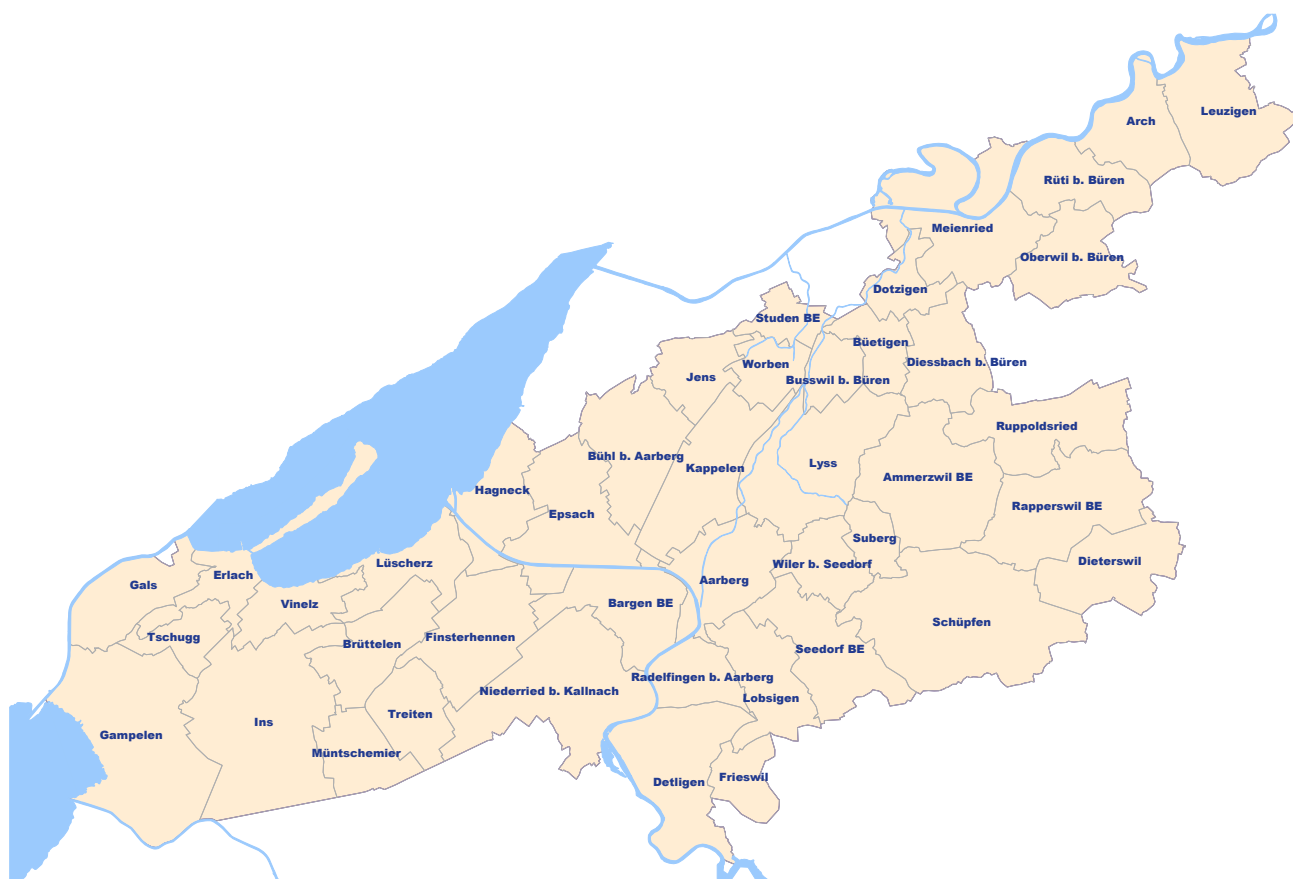 Leuzigen
Arch
Rüti b. Büren
Meienried
Oberwil b. Büren
Dotzigen
Studen BE
Büetigen
Diessbach b. Büren
Worben
Jens
Busswil b. Büren
Ruppoldsried
Bühl b. Aarberg
Kappelen
Lyss
Ammerzwil BE
Hagneck
Rapperswil BE
Epsach
Suberg
Dieterswil
Lüscherz
Wiler b. Seedorf
Erlach
Aarberg
Gals
Vinelz
Bargen BE
Schüpfen
Tschugg
Finsterhennen
Brüttelen
Seedorf BE
Radelfingen b. Aarberg
Niederried b. Kallnach
Lobsigen
Treiten
Ins
Gampelen
Müntschemier
Frieswil
Detligen